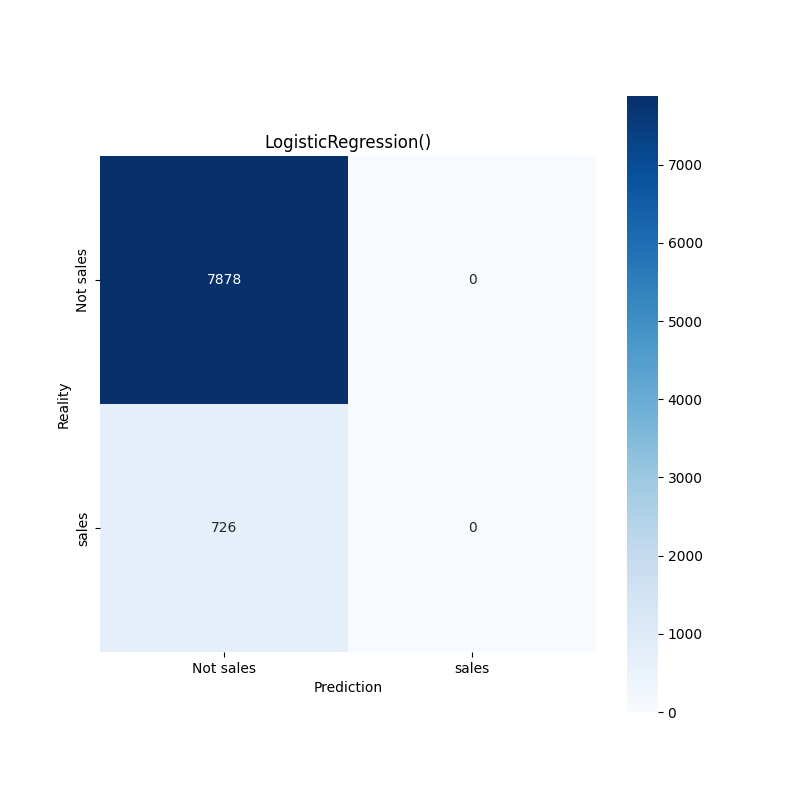 LogisticRegression()
Not sales
7878
0
Reality
sales
726
0
Not sales
sales
Prediction
7000
6000
5000
4000
3000
2000
1000
0